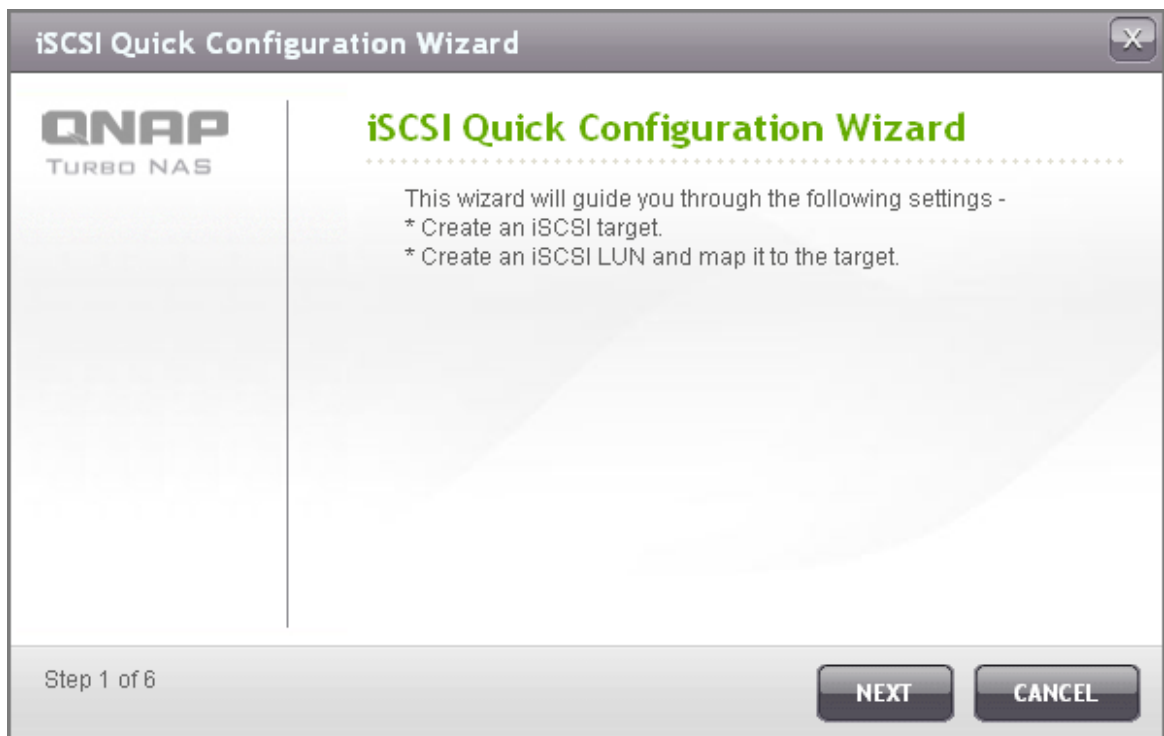 iSCSI Quick Configuration Wizard
X
QNAP
TURBO NAS
iSCSI Quick Configuration Wizard
This wizard will guide you through the following settings -
* Create an iSCSI target.
* Create an iSCSI LUN and map it to the target.
Step 1 of 6
NEXT
CANCEL